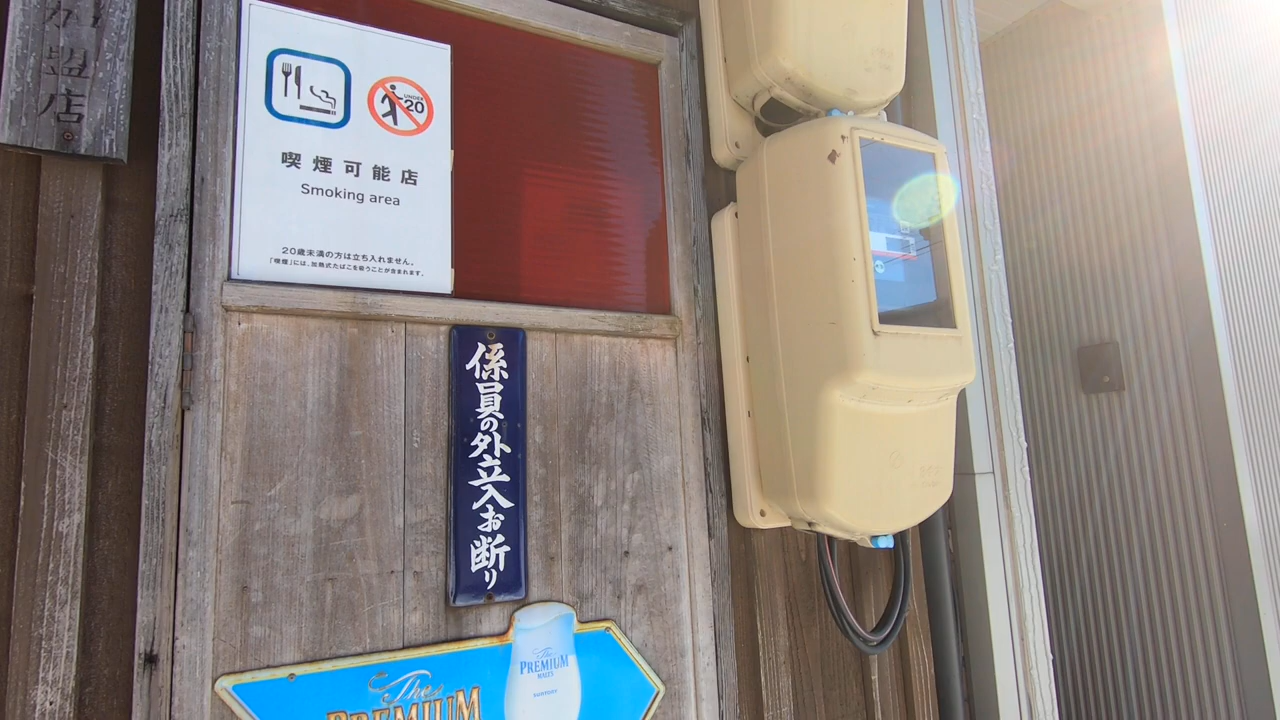 加盟店
UNDER
20
喫煙可能店
Smoking area
20歳未満の方は立ち入れません。
「喫煙」には、加熱式たばこを吸うことが含まれます。
係員の外立入お断り
The
PREMIUM
MALT'S
SUNTORY
The
PREMIUM